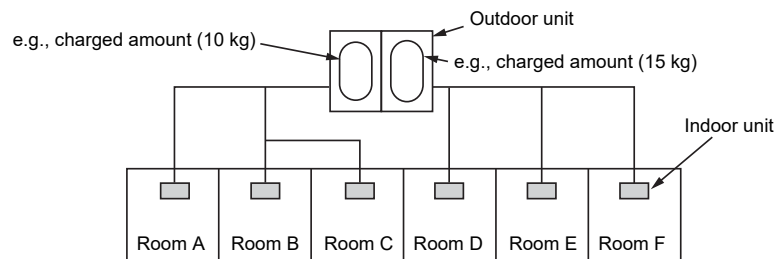 Outdoor unit
e.g., charged amount (10 kg)
e.g., charged amount (15 kg)
Indoor unit
Room A Room B Room C Room D Room E Room F